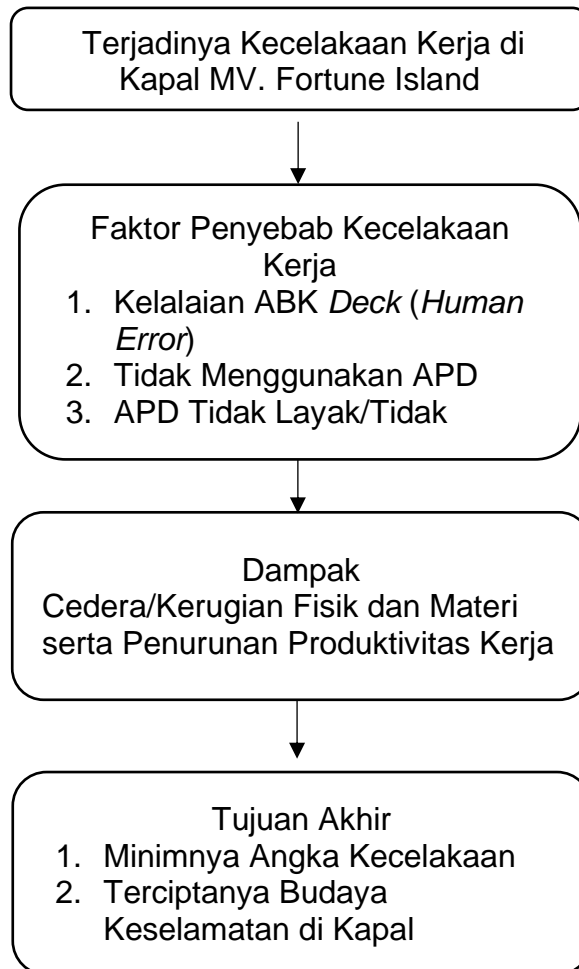 Terjadinya Kecelakaan Kerja di
Kapal MV. Fortune Island
Faktor Penyebab Kecelakaan
Kerja
1. Kelalaian ABK Deck (Human
Error)
2. Tidak Menggunakan APD
3. APD Tidak Layak/Tidak
Dampak
Cedera/Kerugian Fisik dan Materi
serta Penurunan Produktivitas Kerja
Tujuan Akhir
1. Minimnya Angka Kecelakaan
2. Terciptanya Budaya
Keselamatan di Kapal